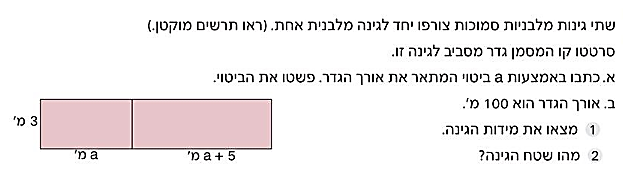 שתי גינות מלבניות סמוכות צורפו יחד לגינה מלבנית אחת. (ראו תרשים מוקטן.)
סרטטו קו המסמן גדר מסביב לגינה זו.
א. כתבו באמצעות a ביטוי המתאר את אורך הגדר. פשטו את הביטוי.
ב. אורך הגדר הוא 100 מ'.
1 מצאו את מידות הגינה.
2 מהו שטח הגינה?
3 מ'
a מ'
a + 5 מ'